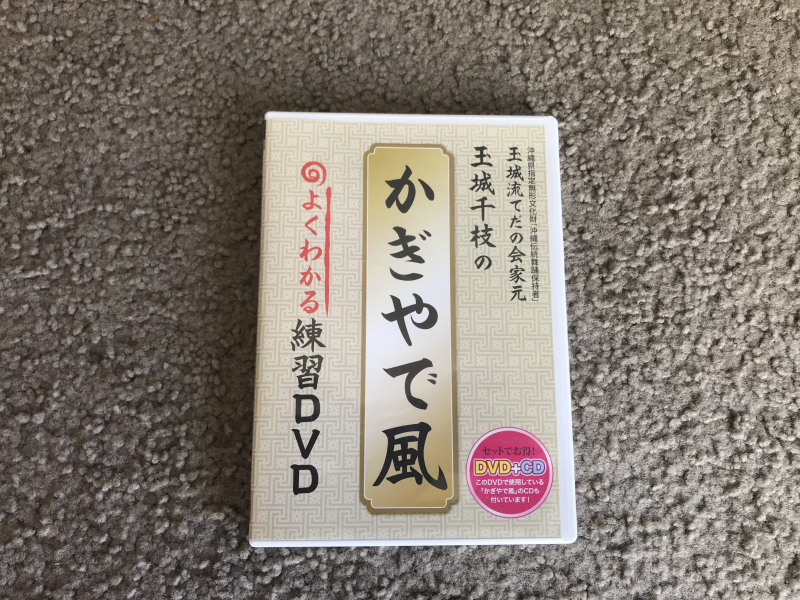 沖縄県指定無形文化財「沖縄伝統舞踊保持者」
玉城流てだの会家元
玉城千枝の
かぎやで風
よくわかる
練習DVD
セットでお得!
DVD+CD
このDVDで使用している
「かぎやで風」のCDも
付いています!